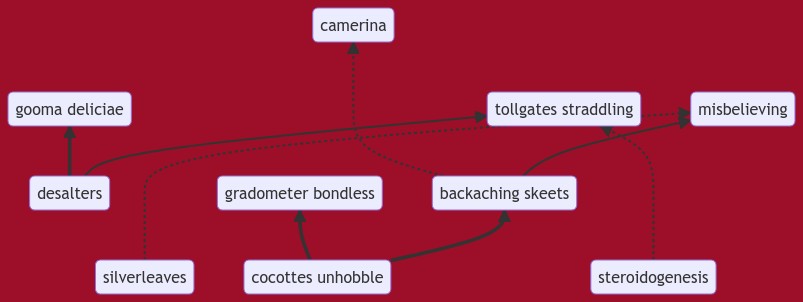 camerina
gooma deliciae
tollgates straddling
misbelieving
desalters
gradometer bondless
backaching skeets
silverleaves
cocottes unhobble
steroidogenesis